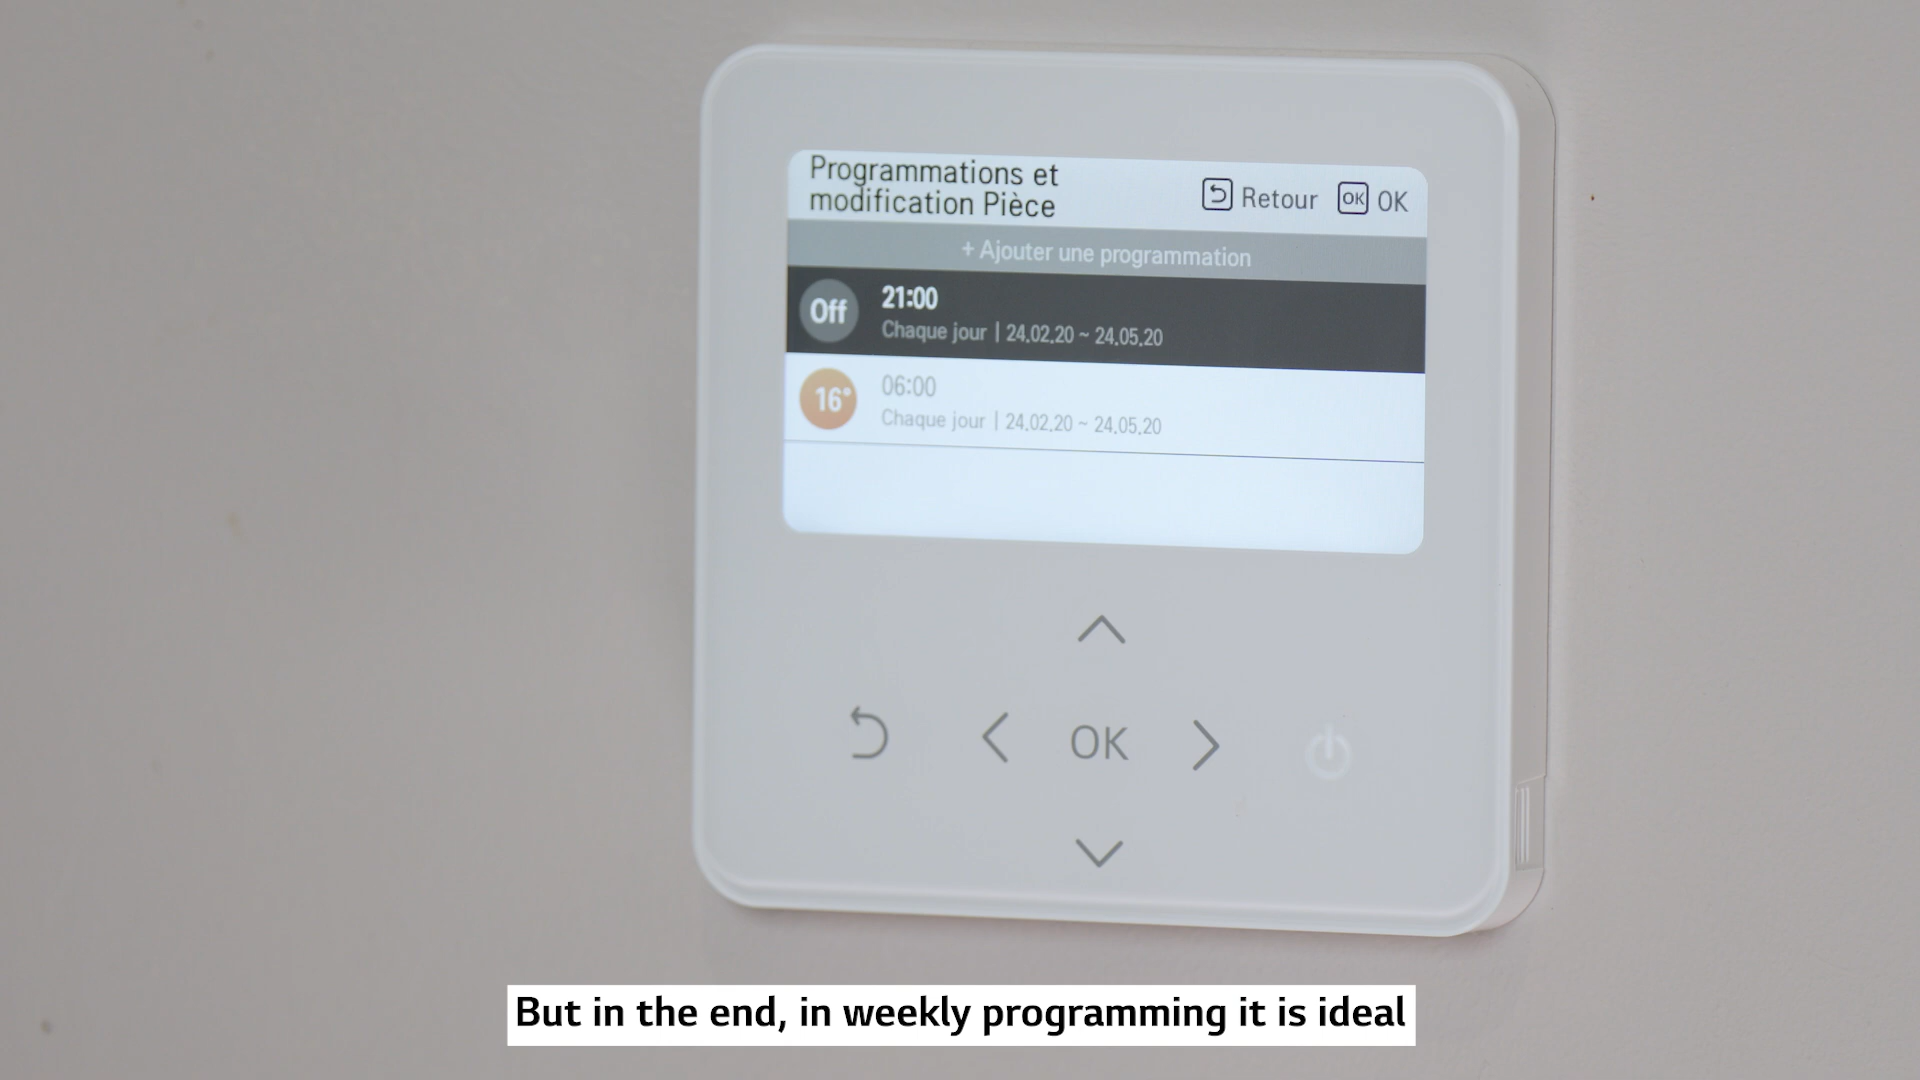 Programmations et
modification Pièce
Retour
OK OK
+ Ajouter une programmation
Off
21:00
Chaque jour | 24.02.20 ~ 24.05.20
16°
06:00
Chaque jour | 24.02.20 ~ 24.05.20
OK
But in the end, in weekly programming it is ideal